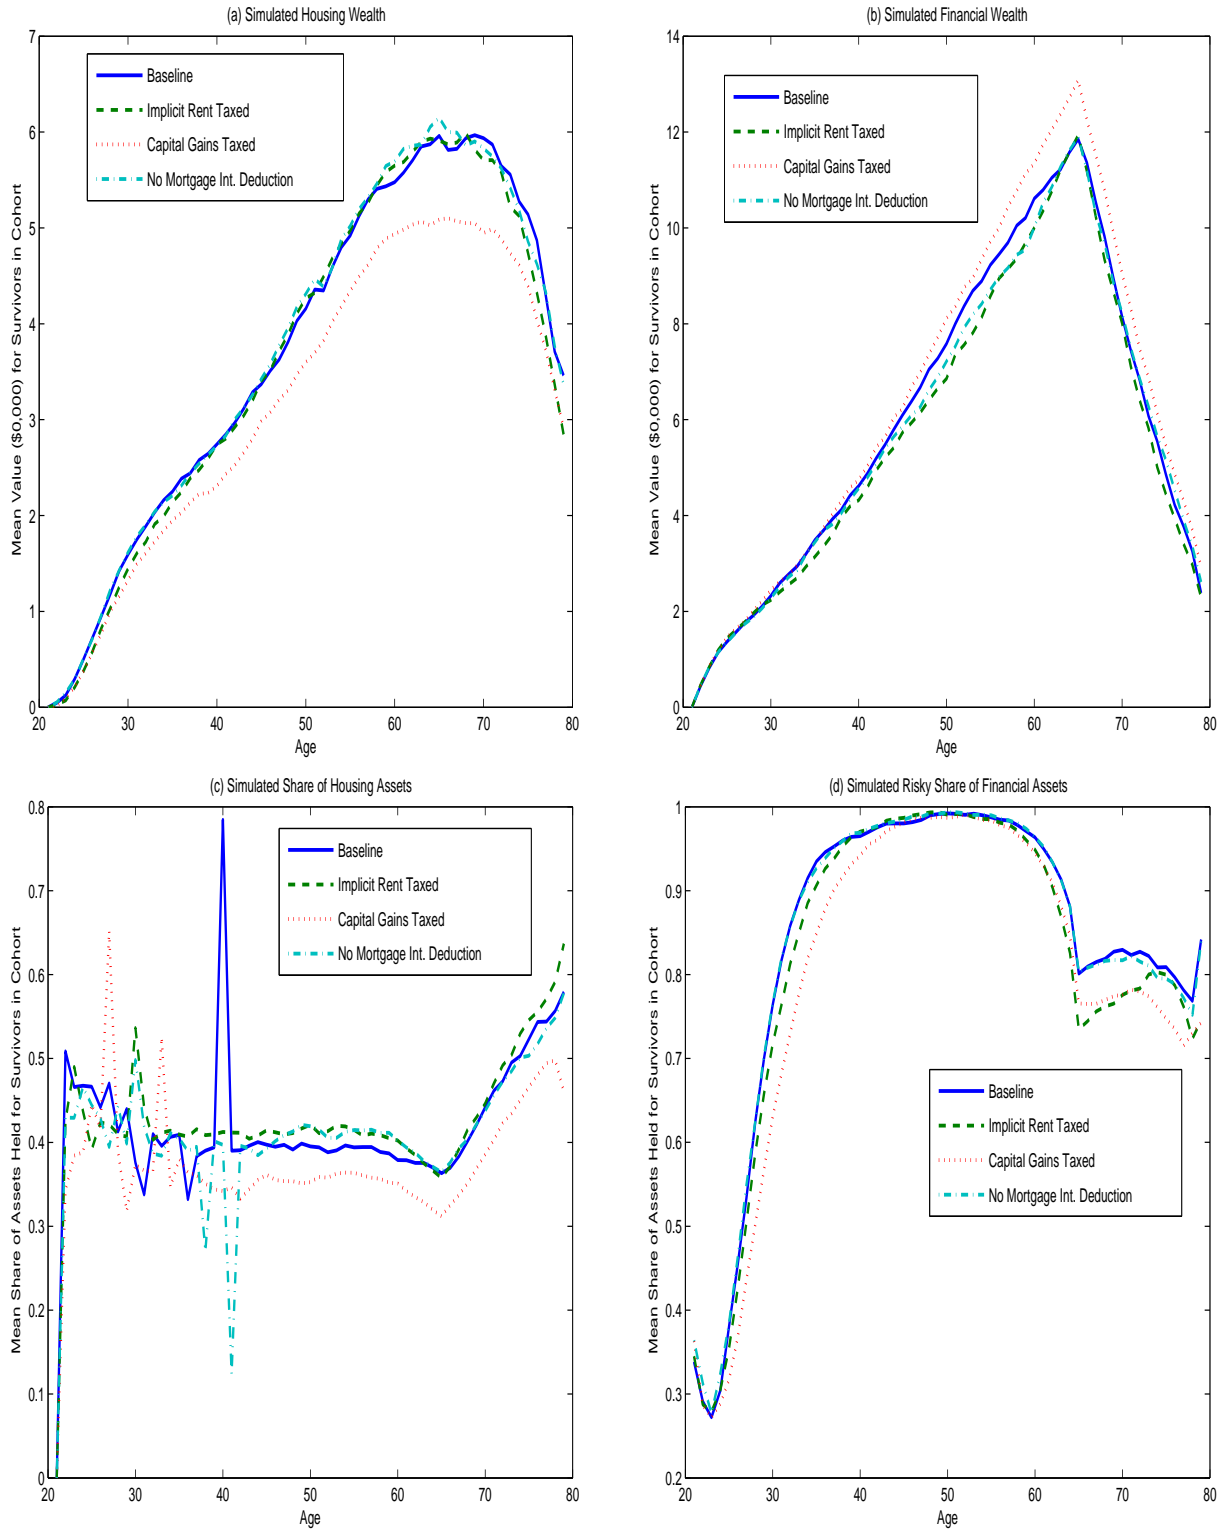 (a) Simulated Housing Wealth
Mean Value ($0,000) for Survivors in Cohort
7
6
5
4
3
2
1
0
Baseline
Implicit Rent Taxed
Capital Gains Taxed
No Mortgage Int. Deduction
20 30 40 50 60 70 80
Age
(b) Simulated Financial Wealth
Mean Value ($0,000) for Survivors in Cohort
14
12
10
8
6
4
2
0
Baseline
Implicit Rent Taxed
Capital Gains Taxed
No Mortgage Int. Deduction
20 30 40 50 60 70 80
Age
(c) Simulated Share of Housing Assets
Mean Share of Assets Held for Survivors in Cohort
0.8
0.7
0.6
0.5
0.4
0.3
0.2
0.1
0
Baseline
Implicit Rent Taxed
Capital Gains Taxed
No Mortgage Int. Deduction
20 30 40 50 60 70 80
Age
(d) Simulated Risky Share of Financial Assets
Mean Share of Assets Held for Survivors in Cohort
1
0.9
0.8
0.7
0.6
0.5
0.4
0.3
0.2
Baseline
Implicit Rent Taxed
Capital Gains Taxed
No Mortgage Int. Deduction
20 30 40 50 60 70 80
Age